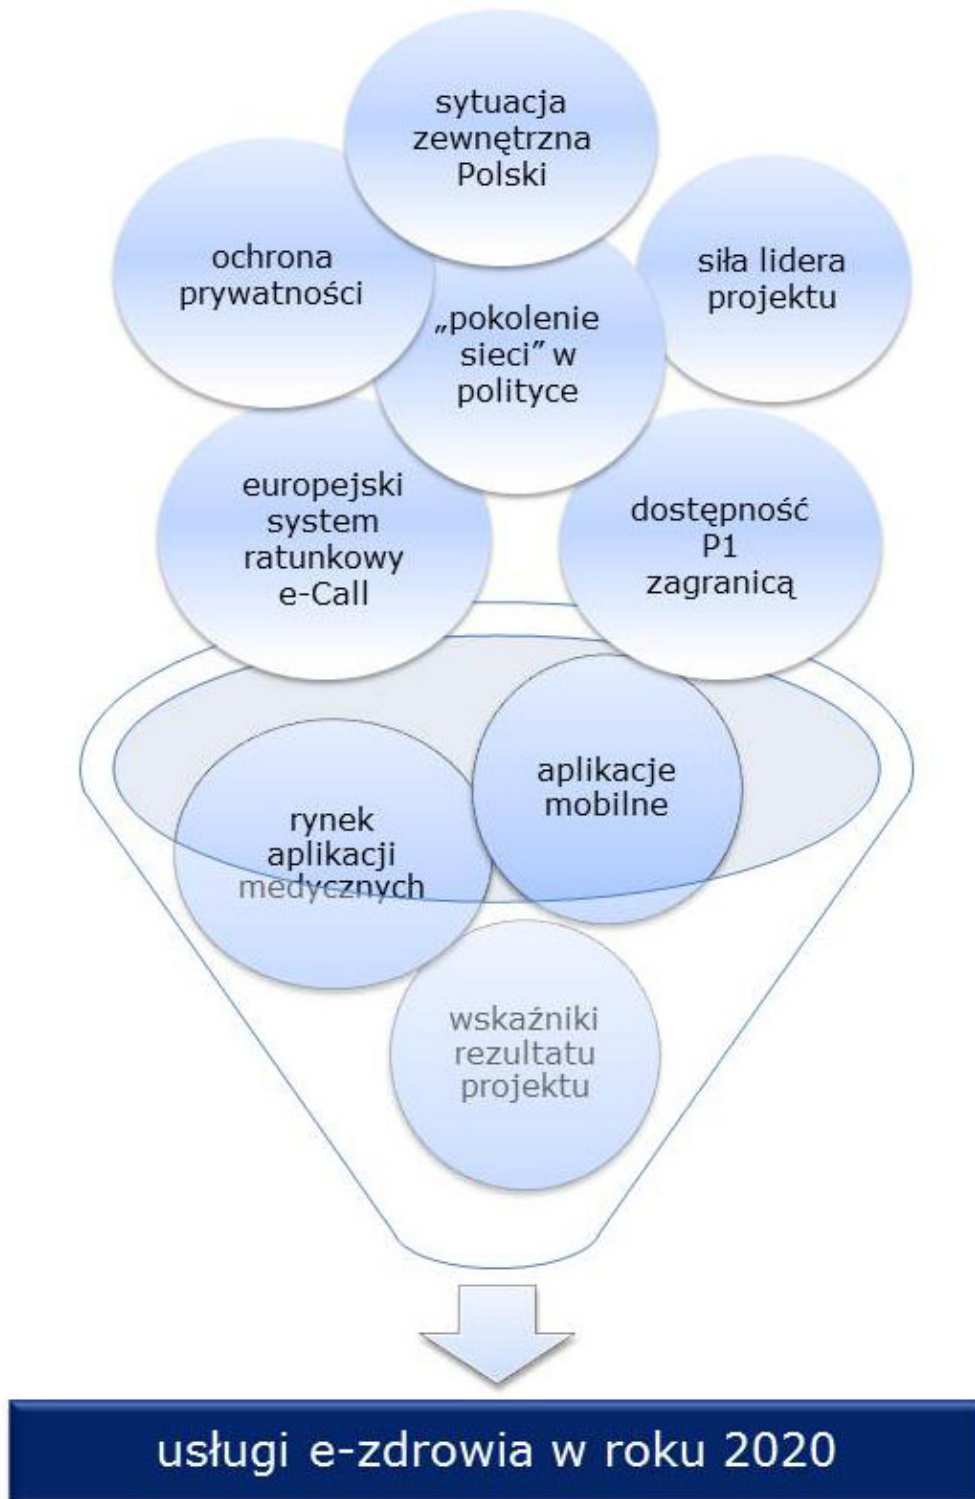 sytuacja
zewnętrzna
Polski
ochrona
prywatności
siła lidera
projektu
„pokolenie
sieci” w
polityce
europejski
system
ratunkowy
e-Call
dostępność
P1
zagranicą
aplikacje
mobilne
rynek
aplikacji
medycznych
wskaźniki
rezultatu
projektu
usługi e-zdrowia w roku 2020